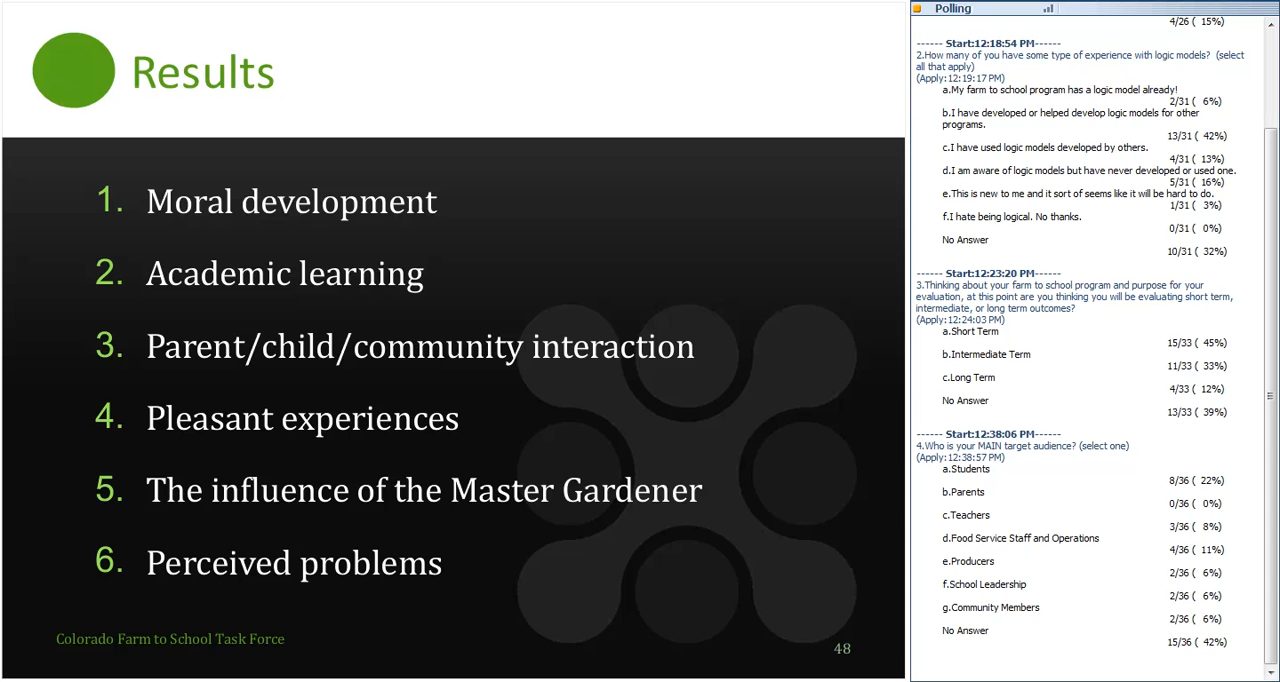 Results
1. Moral development
2. Academic learning
3. Parent/child/community interaction
4. Pleasant experiences
5. The influence of the Master Gardener
6. Perceived problems
Colorado Farm to School Task Force
48
Polling
4/26 ( 15%)
------ Start:12:18:54 PM------
2.How many of you have some type of experience with logic models? (select
all that apply)
(Apply:12:19:17 PM)
a.My farm to school program has a logic model already!
2/31 ( 6%)
b.I have developed or helped develop logic models for other
programs.
13/31 ( 42%)
c.I have used logic models developed by others.
4/31 ( 13%)
d.I am aware of logic models but have never developed or used one.
5/31 ( 16%)
e.This is new to me and it sort of seems like it will be hard to do.
1/31 ( 3%)
f.I hate being logical. No thanks.
0/31 ( 0%)
No Answer
10/31 ( 32%)
------ Start:12:23:20 PM------
3.Thinking about your farm to school program and purpose for your
evaluation, at this point are you thinking you will be evaluating short term,
intermediate, or long term outcomes?
(Apply:12:24:03 PM)
a.Short Term
15/33 ( 45%)
b.Intermediate Term
11/33 ( 33%)
c.Long Term
4/33 ( 12%)
No Answer
13/33 ( 39%)
------ Start:12:38:06 PM------
4.Who is your MAIN target audience? (select one)
(Apply:12:38:57 PM)
a.Students
8/36 ( 22%)
b.Parents
0/36 ( 0%)
c.Teachers
3/36 ( 8%)
d.Food Service Staff and Operations
4/36 ( 11%)
e.Producers
2/36 ( 6%)
f.School Leadership
2/36 ( 6%)
g.Community Members
2/36 ( 6%)
No Answer
15/36 ( 42%)